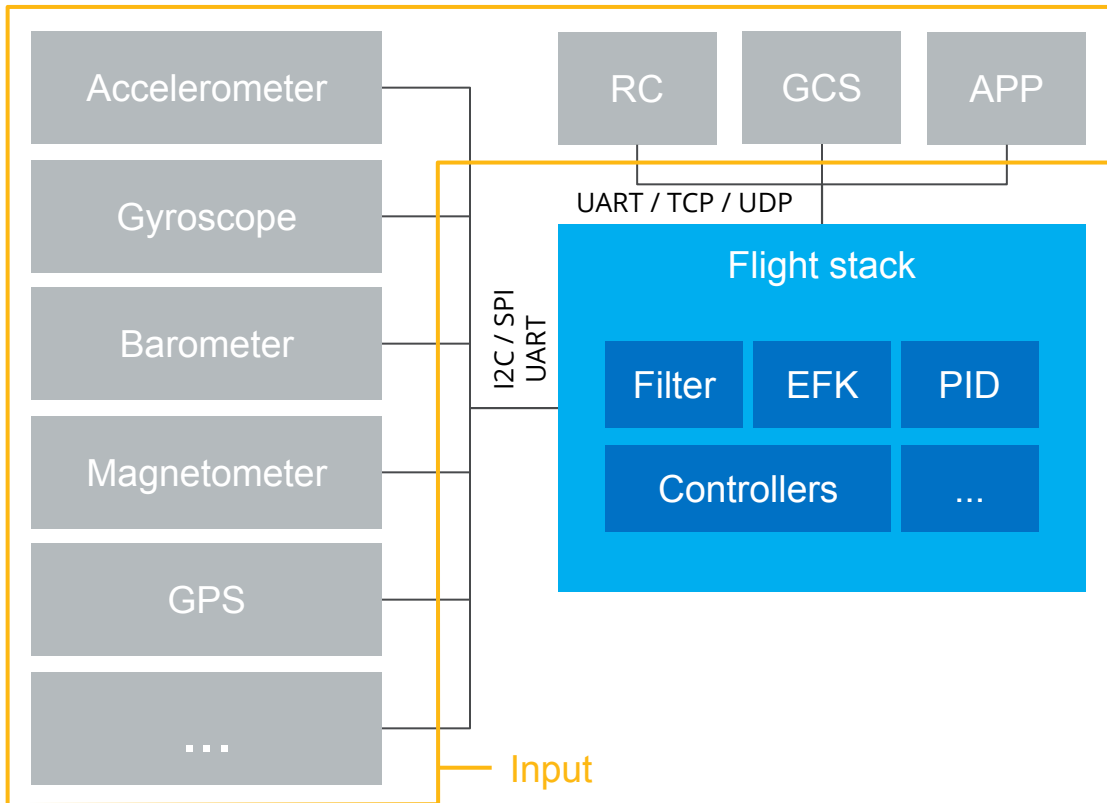 Accelerometer
Gyroscope
Barometer
Magnetometer
GPS
...
RC
GCS
APP
UART / TCP / UDP
I2C / SPI
UART
Flight stack
Filter
EFK
PID
Controllers
...
Input